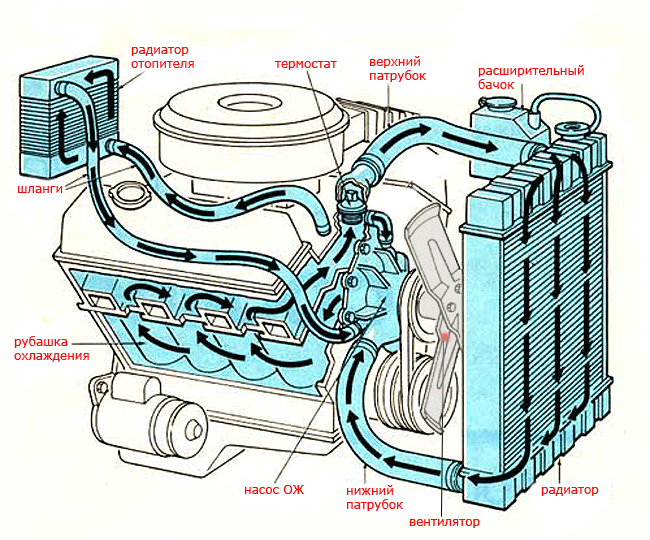 радиатор
отопителя
термостат
верхний
патрубок
расширительный
бачок
шланги
рубашка
охлаждения
насос ОЖ
нижний
патрубок
вентилятор
радиатор